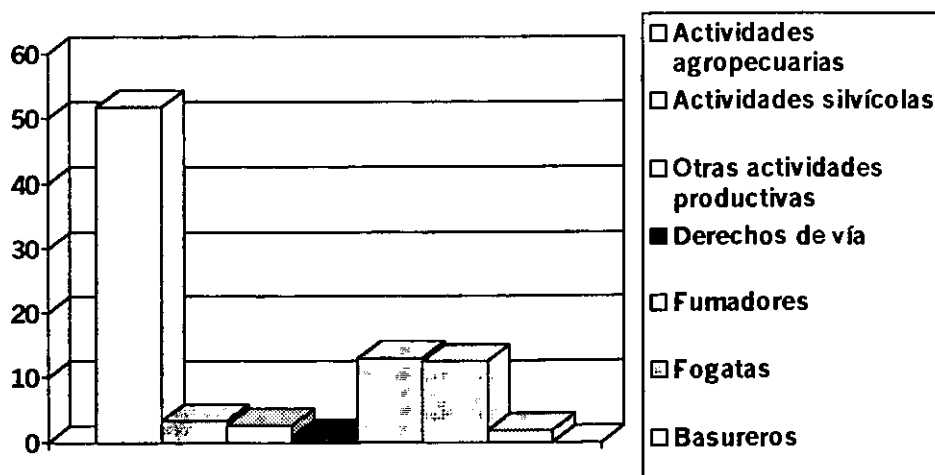 60
50
40
30
20
10
0
Actividades
agropecuarias
Actividades silvícolas
Otras actividades
productivas
Derechos de vía
Fumadores
Fogatas
Basureros